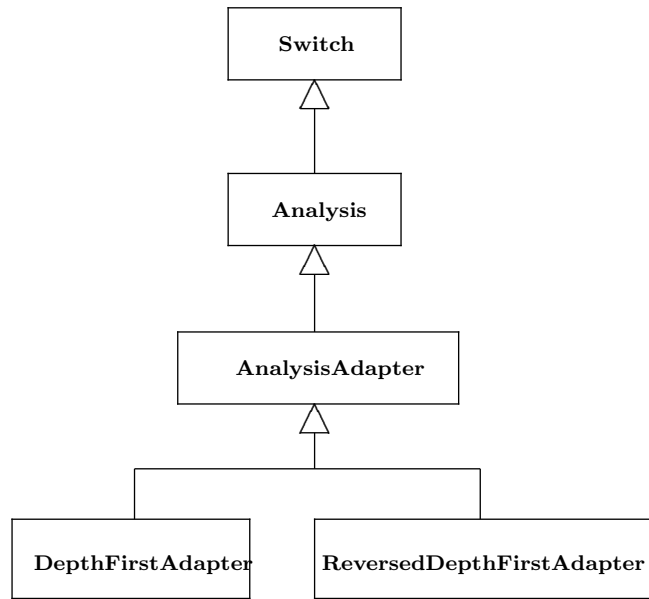 Switch
Analysis
AnalysisAdapter
DepthFirstAdapter
ReversedDepthFirstAdapter